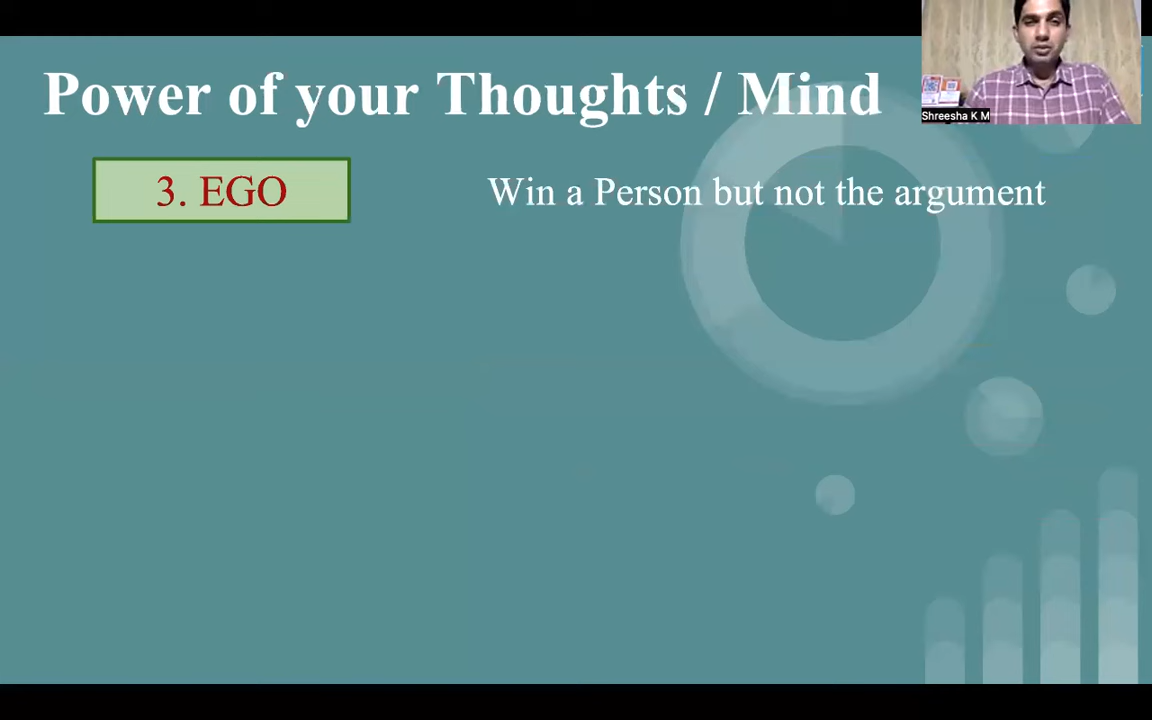 Power of your Thoughts / Mind
Shreesha K M
3. EGO
Win a Person but not the argument